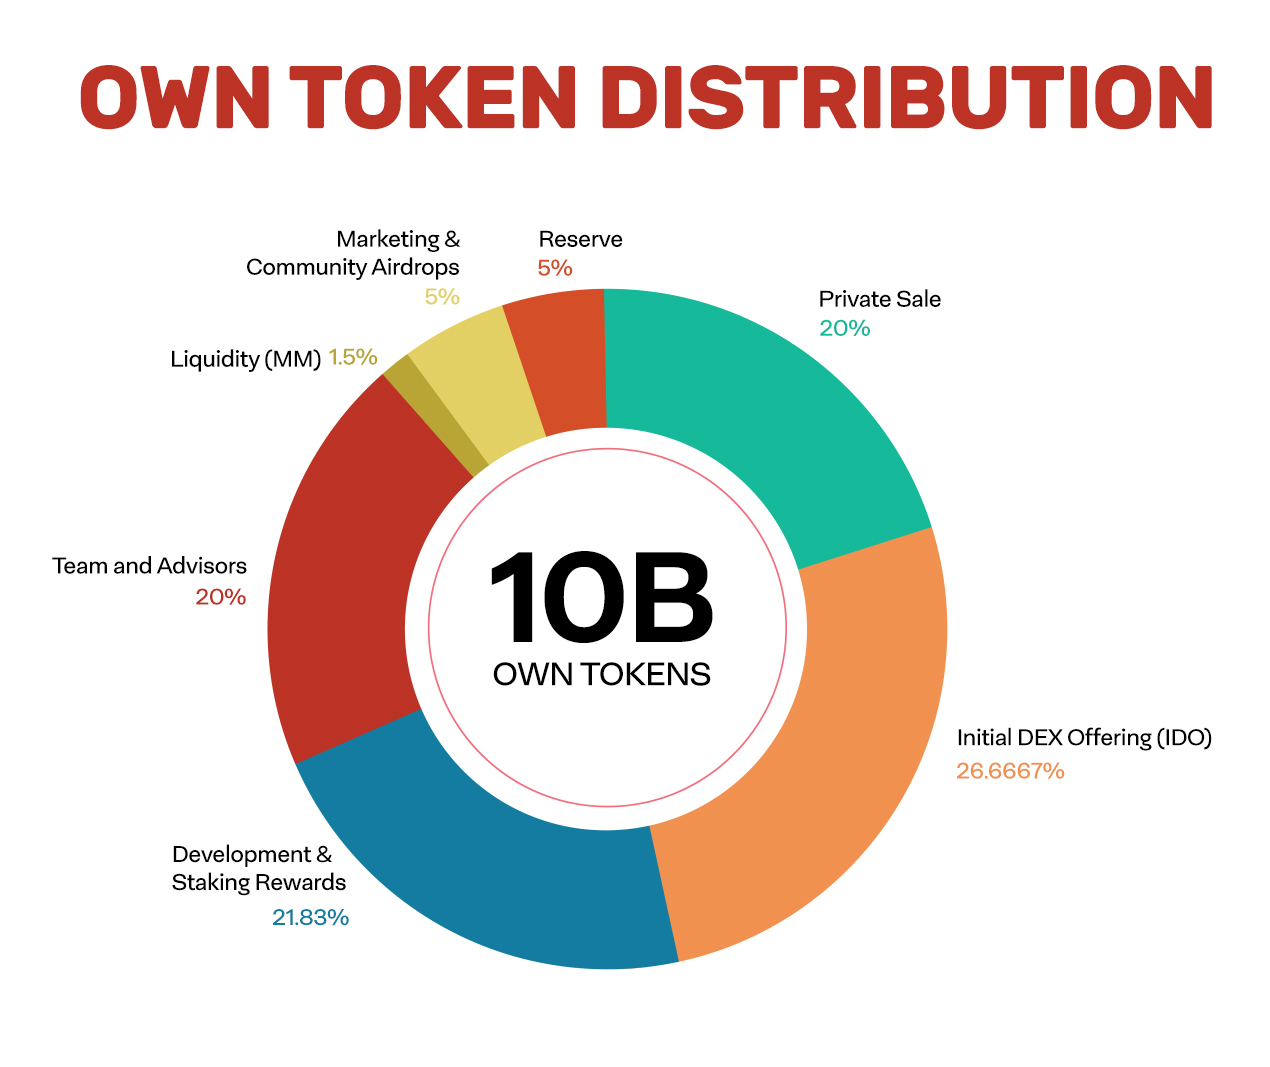 OWN TOKEN DISTRIBUTION
Marketing &
Community Airdrops
5%
Reserve
5%
Private Sale
20%
Liquidity (MM) 1.5%
Team and Advisors
20%
10B
OWN TOKENS
Initial DEX Offering (IDO)
26.6667%
Development &
Staking Rewards
21.83%